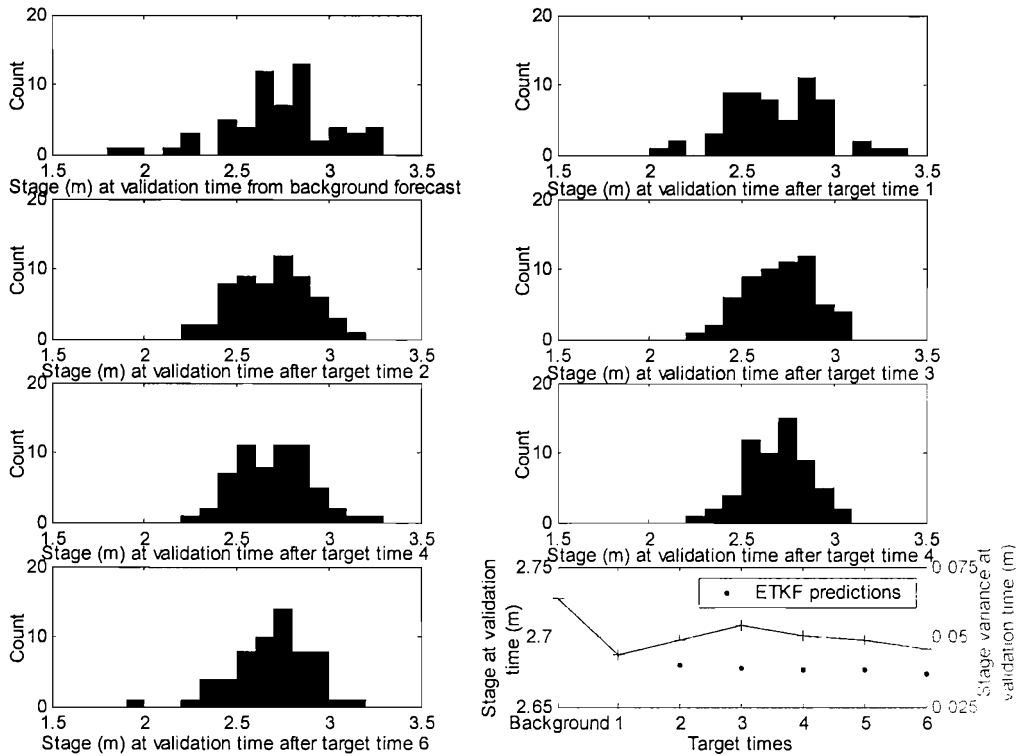 20
10
0
Count
1.5 2 2.5 3 3.5
Stage (m) at validation time from background forecast
20
10
0
Count
1.5 2 2.5 3 3.5
Stage (m) at validation time after target time 1
20
10
0
Count
1.5 2 2.5 3 3.5
Stage (m) at validation time after target time 2
20
10
0
Count
1.5 2 2.5 3 3.5
Stage (m) at validation time after target time 3
20
10
0
Count
1.5 2 2.5 3 3.5
Stage (m) at validation time after target time 4
20
10
0
Count
1.5 2 2.5 3 3.5
Stage (m) at validation time after target time 4
20
10
0
Count
1.5 2 2.5 3 3.5
Stage (m) at validation time after target time 6
2.75
2.7
2.65
Stage at validation
time (m)
ETKF predictions
0 075
0 05
0 025
Stage variance at
validation time (m)
Background 1 2 3 4 5 6
Target times